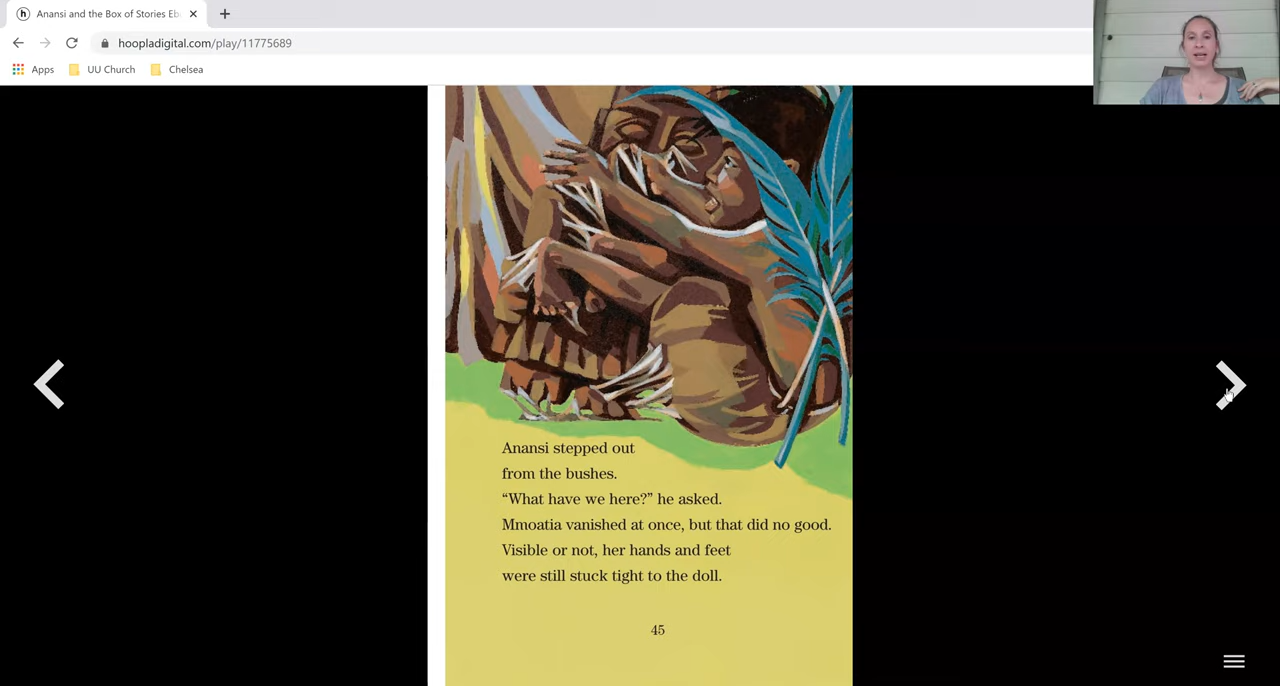 Anansi and the Box of Stories Eb
hoopladigital.com/play/11775689
Apps UU Church Chelsea
Anansi stepped out
from the bushes.
“What have we here?” he asked.
Mmoatia vanished at once, but that did no good.
Visible or not, her hands and feet
were still stuck tight to the doll.
45